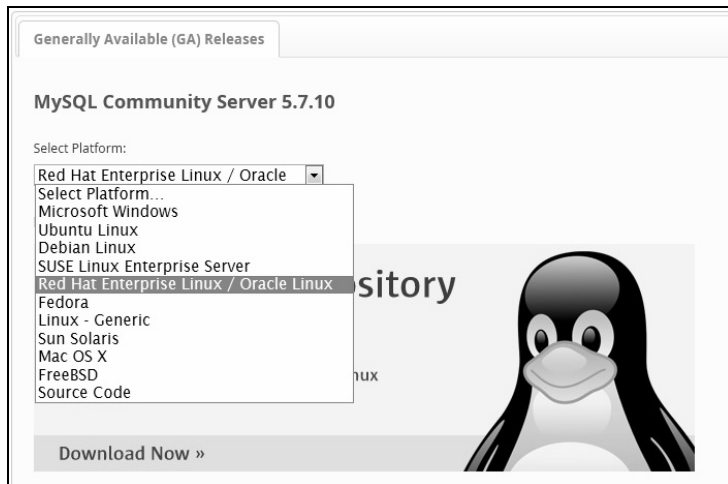 Generally Available (GA) Releases
MySQL Community Server 5.7.10
Select Platform:
Red Hat Enterprise Linux / Oracle
Select Platform...
Microsoft Windows
Ubuntu Linux
Debian Linux
SUSE Linux Enterprise Server
Red Hat Enterprise Linux / Oracle Linux
Fedora
Linux - Generic
Sun Solaris
Mac OS X
FreeBSD
Source Code
Download Now »